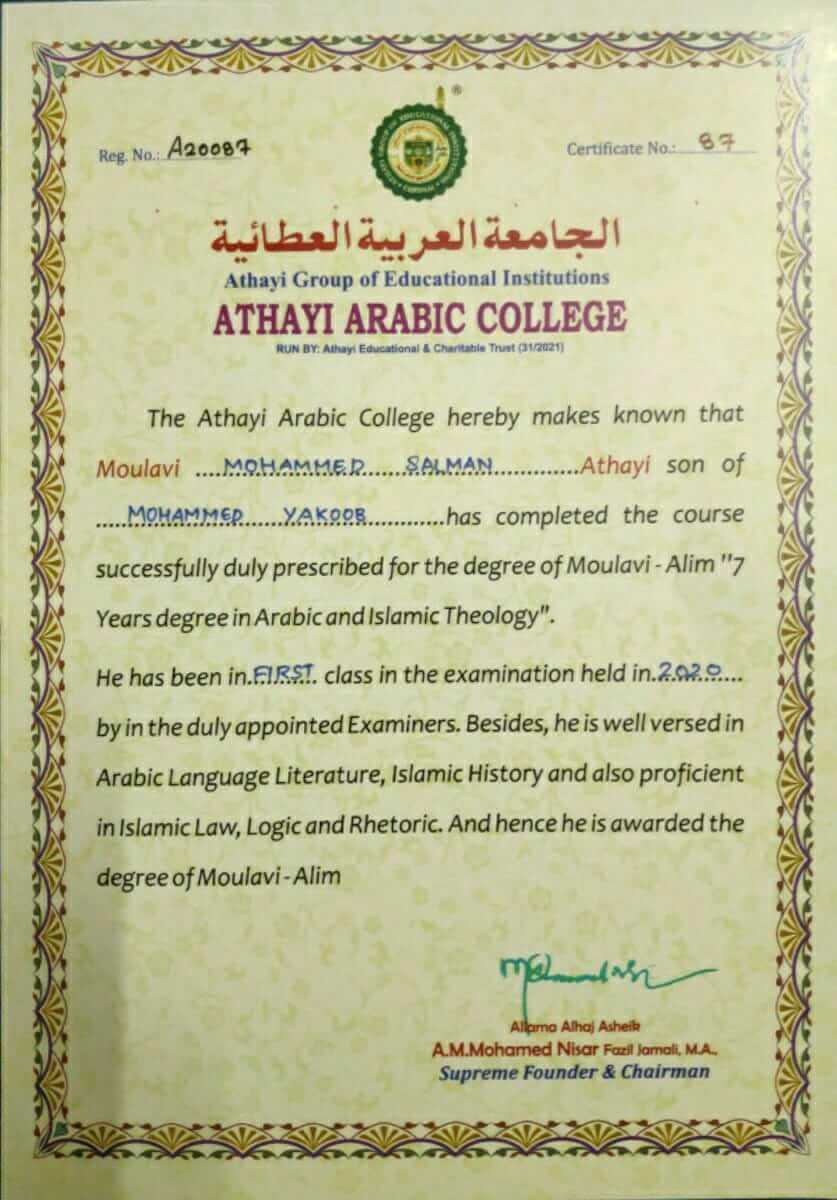 ®
Reg. No.: A20087
Certificate No.: 87
الجامعة العربية العطائية
Athayi Group of Educational Institutions
ATHAYI ARABIC COLLEGE
RUN BY: Athayi Educational & Charitable Trust (31/2021)
The Athayi Arabic College hereby makes known that
Moulavi ....MOHAMMED......SALMAN.............Athayi son of
......MOHAMMED......YAKOOB............has completed the course
successfully duly prescribed for the degree of Moulavi - Alim "7
Years degree in Arabic and Islamic Theology".
He has been in.FIRST. class in the examination held in.2020....
by in the duly appointed Examiners. Besides, he is well versed in
Arabic Language Literature, Islamic History and also proficient
in Islamic Law, Logic and Rhetoric. And hence he is awarded the
degree of Moulavi - Alim
Allama Alhaj Asheik
A.M.Mohamed Nisar Fazil Jamali, M.A.,
Supreme Founder & Chairman